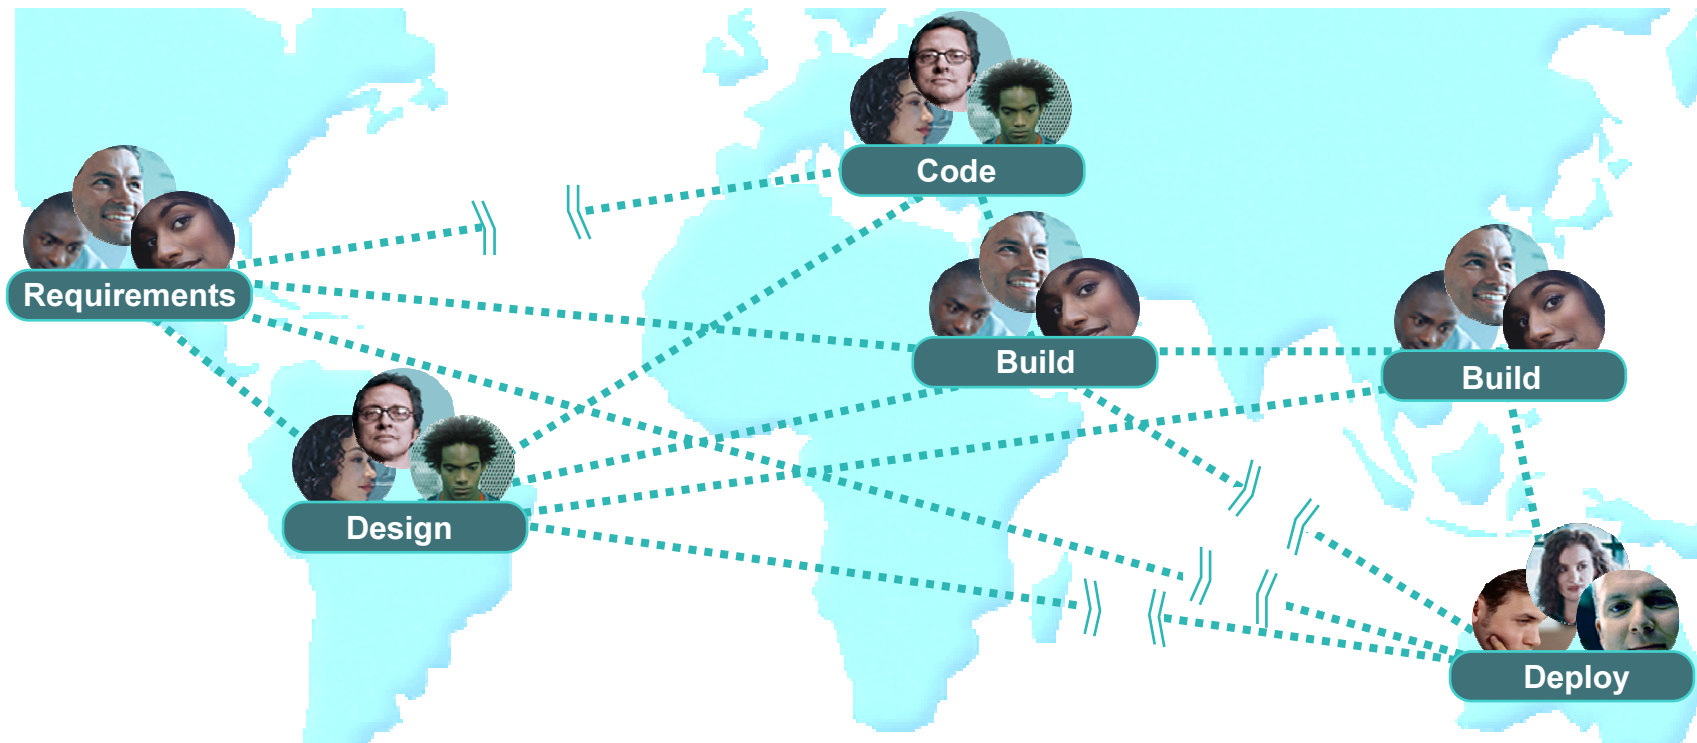 Code
Requirements
Build
Build
Design
Deploy